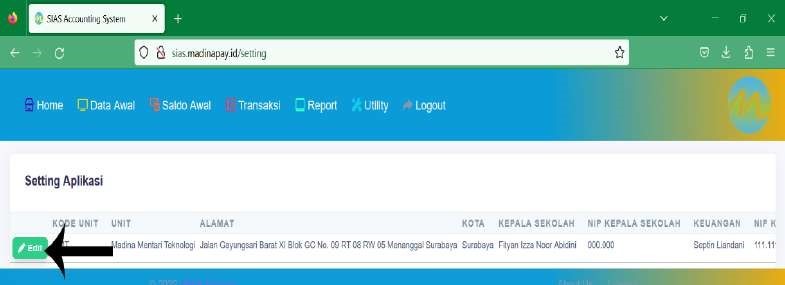 SIAS Accounting System
sias.madinapay.id/setting
Home Data Awal Saldo Awal Transaksi Report Utility Logout
Setting Aplikasi
KODE UNIT UNIT ALAMAT KOTA KEPALA SEKOLAH NIP KEPALA SEKOLAH KEUANGAN NIP K
Edit Madina Mentari Teknologi Jalan Gayungsari Barat XI Blok GC No. 09 RT 08 RW 05 Menanggal Surabaya Surabaya Fityan Izza Noor Abidini 000.000 Septin Liandani 111.11